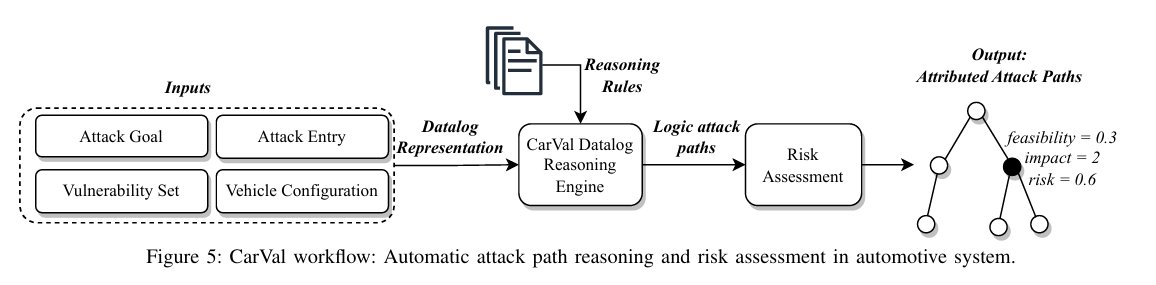 Inputs
Attack Goal
Attack Entry
Vulnerability Set
Vehicle Configuration
Datalog
Representation
Reasoning
Rules
CarVal Datalog
Reasoning
Engine
Logic attack
paths
Risk
Assessment
Output:
Attributed Attack Paths
feasibility = 0.3
impact = 2
risk = 0.6
Figure 5: CarVal workflow: Automatic attack path reasoning and risk assessment in automotive system.